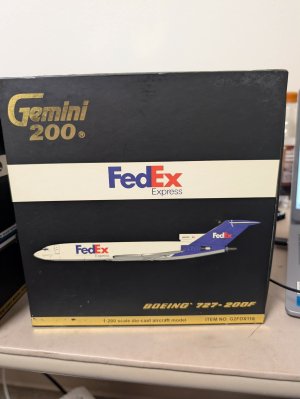 Gemini
200®
FedEx
Express
FedEx
FedEx
Express
BOEING 727-200F
1:200 scale die-cast aircraft model
ITEM NO: G2FDX116